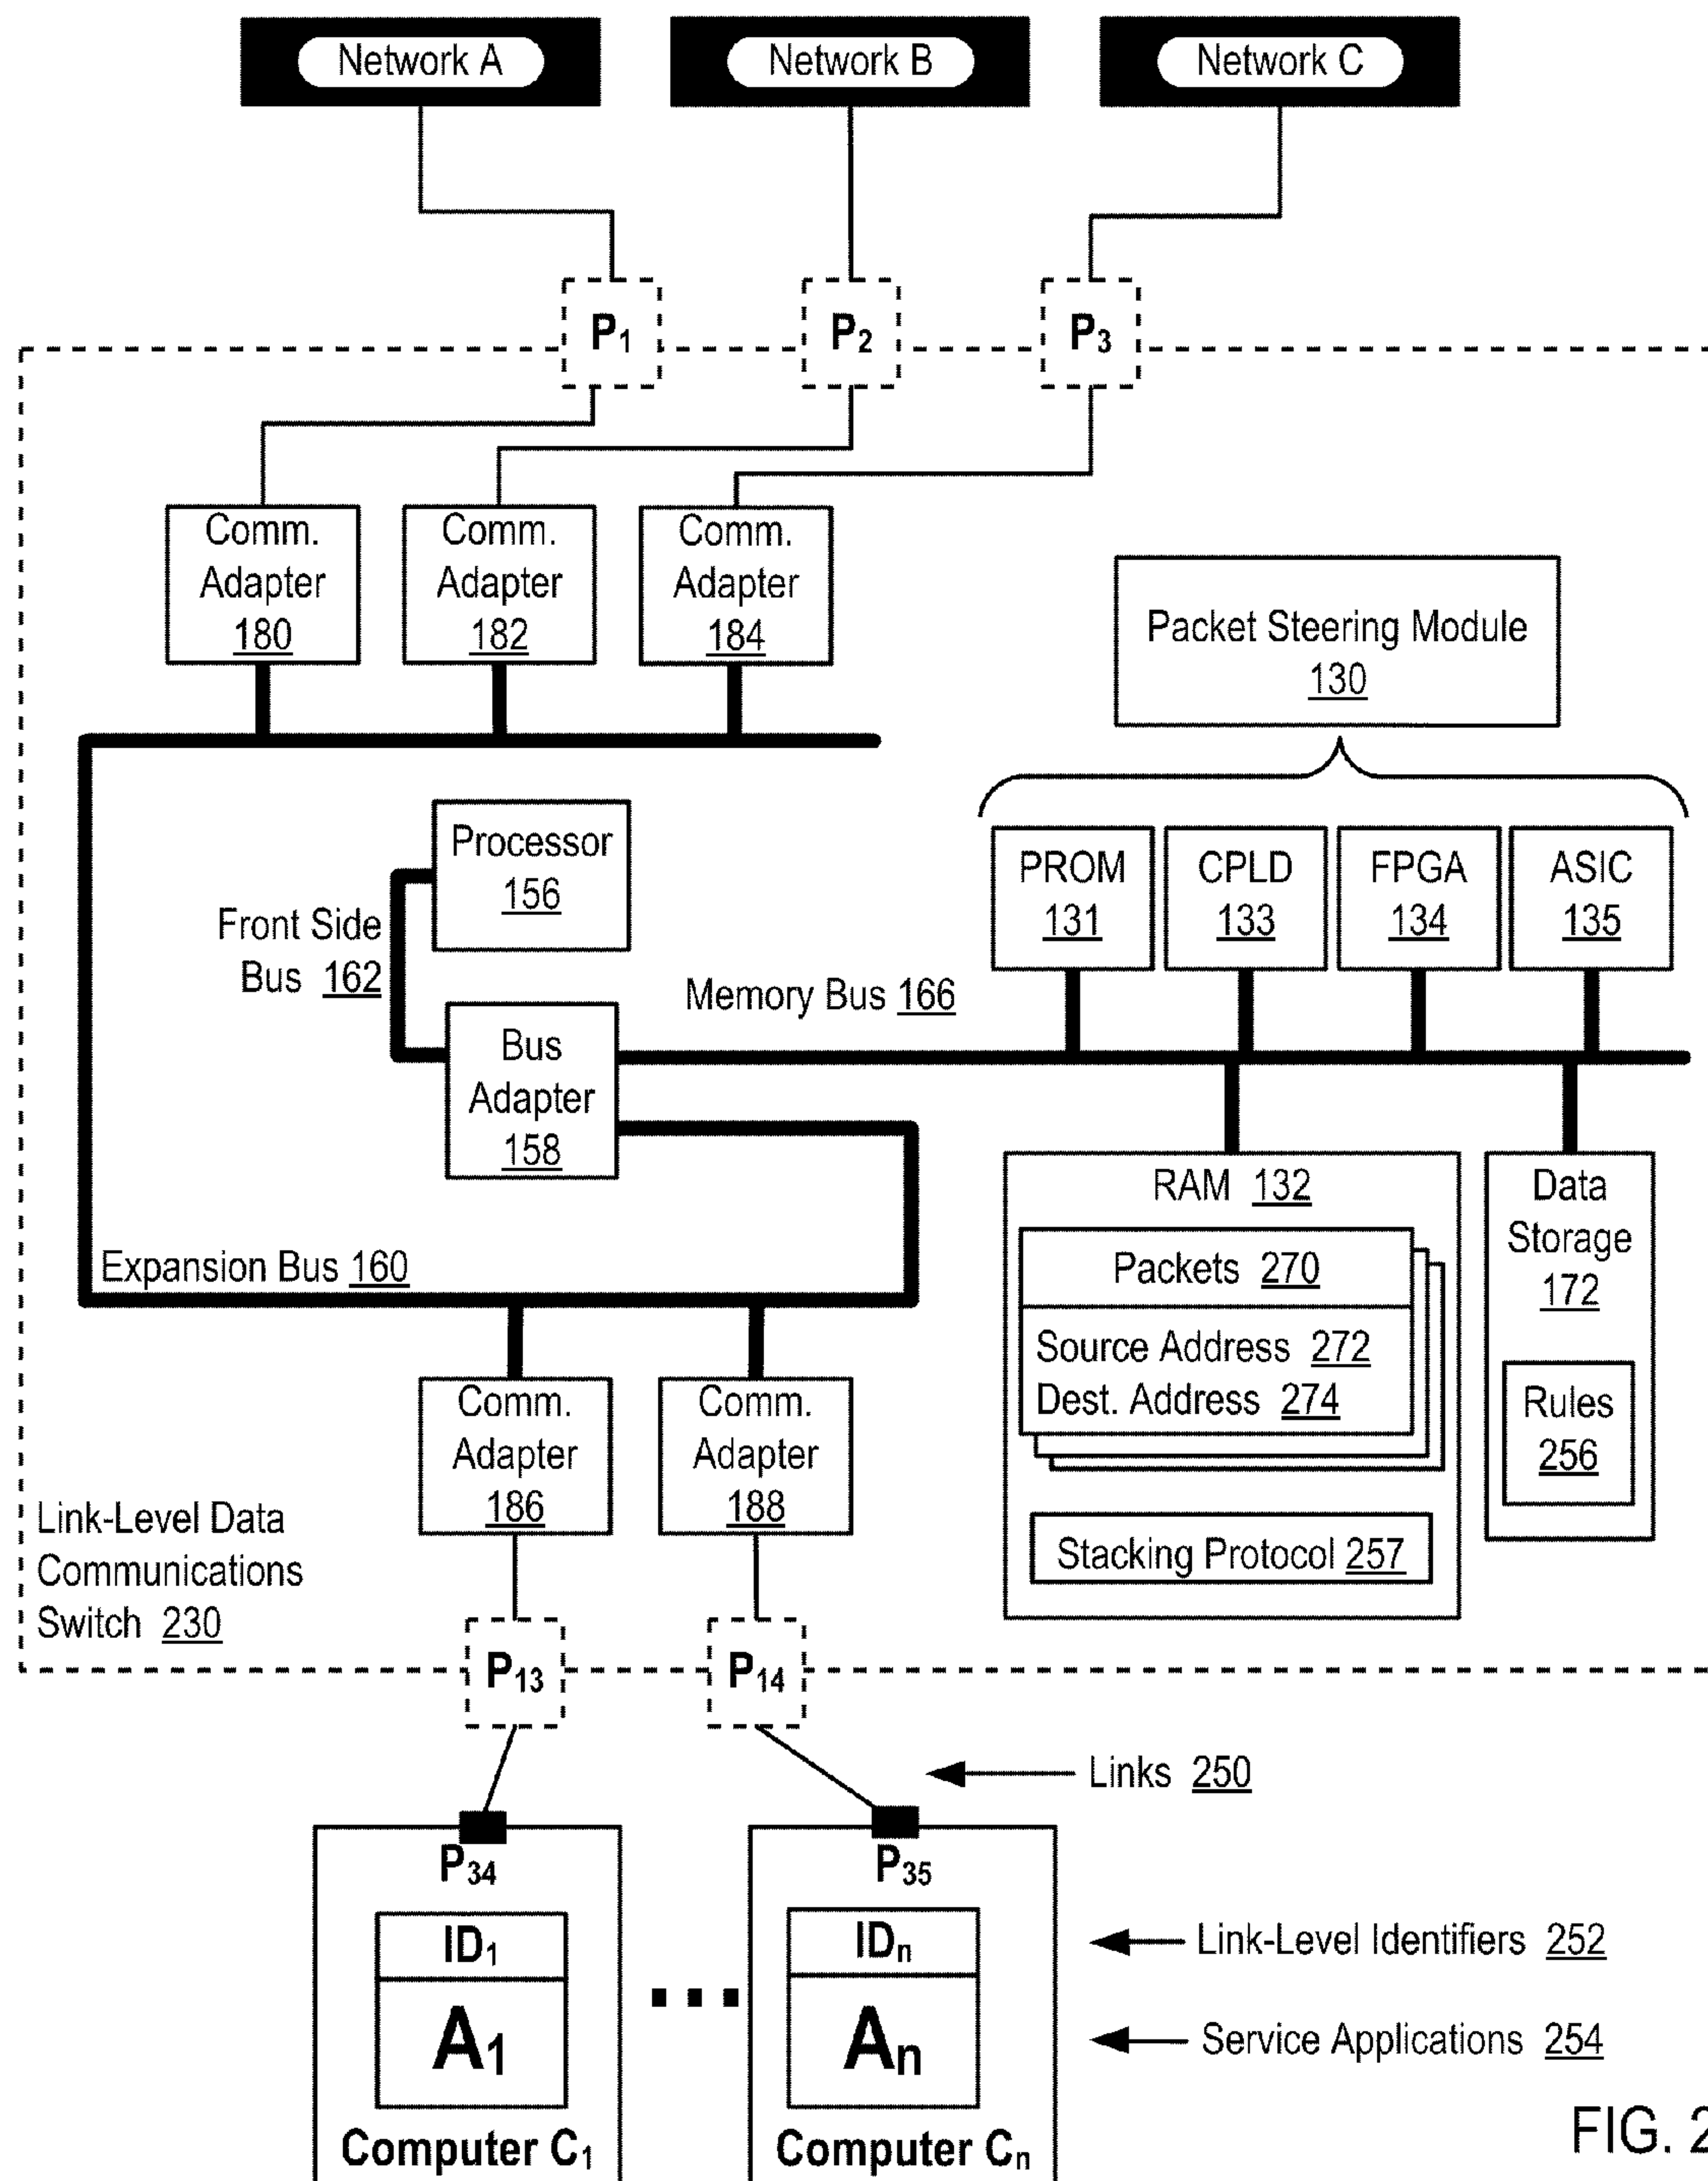 Network A
Network B
Network C
P1
P2
P3
Comm.
Adapter
180
Comm.
Adapter
182
Comm.
Adapter
184
Packet Steering Module
130
Processor
156
Front Side
Bus 162
PROM
131
CPLD
133
FPGA
134
ASIC
135
Memory Bus 166
Bus
Adapter
158
Expansion Bus 160
RAM 132
Packets 270
Source Address 272
Dest. Address 274
Stacking Protocol 257
Data
Storage
172
Rules
256
Comm.
Adapter
186
Comm.
Adapter
188
Link-Level Data
Communications
Switch 230
P13
P14
Links 250
P34
P35
ID1
IDn
Link-Level Identifiers 252
A1
...
An
Service Applications 254
Computer C1
Computer Cn
FIG. 2